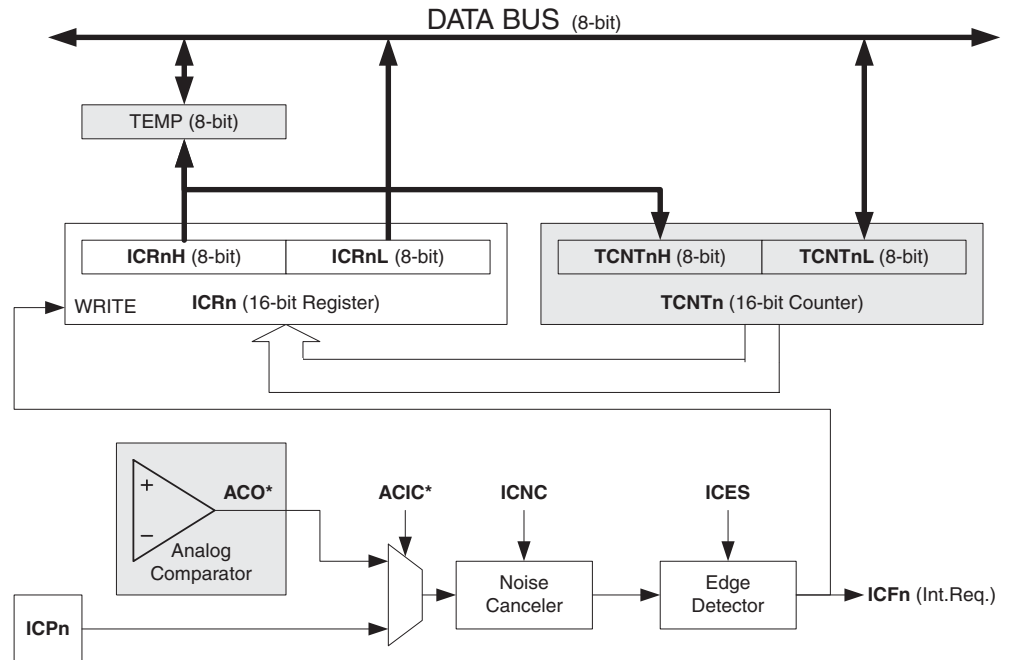 DATA BUS (8-bit)
TEMP (8-bit)
ICRnH (8-bit)
ICRnL (8-bit)
TCNTnH (8-bit)
TCNTnL (8-bit)
WRITE
ICRn (16-bit Register)
TCNTn (16-bit Counter)
+
−
ACO*
Analog
Comparator
ACIC*
ICNC
ICES
Noise
Canceler
Edge
Detector
ICFn (Int.Req.)
ICPn